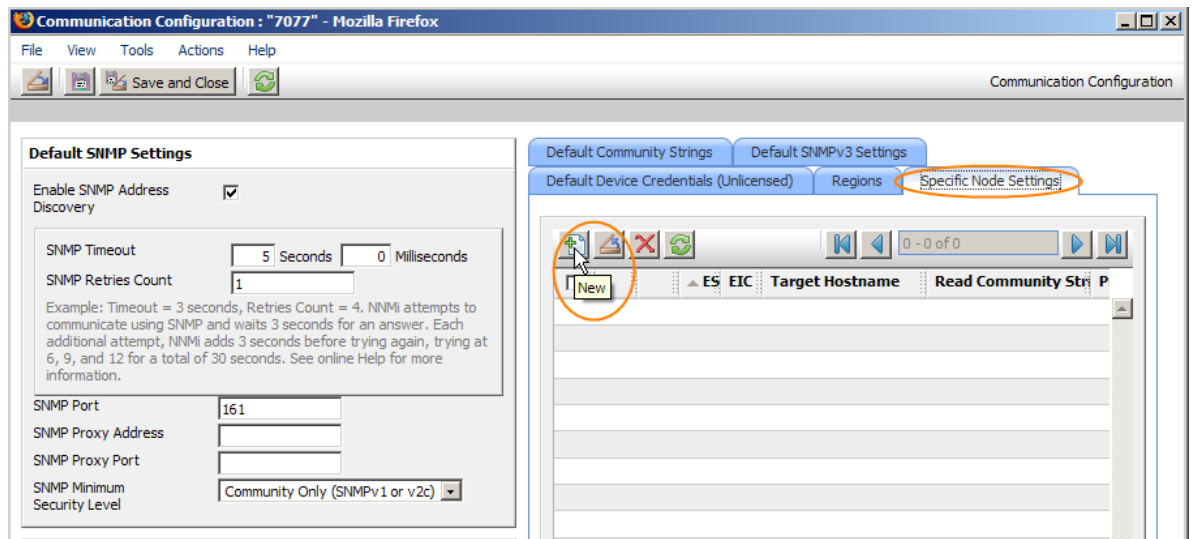 Communication Configuration : "7077" - Mozilla Firefox
File View Tools Actions Help
Save and Close
Communication Configuration
Default SNMP Settings
Enable SNMP Address
Discovery
SNMP Timeout
5 Seconds 0 Milliseconds
SNMP Retries Count
1
Example: Timeout = 3 seconds, Retries Count = 4. NNMi attempts to
communicate using SNMP and waits 3 seconds for an answer. Each
additional attempt, NNMi adds 3 seconds before trying again, trying at
6, 9, and 12 for a total of 30 seconds. See online Help for more
information.
SNMP Port
161
SNMP Proxy Address
SNMP Proxy Port
SNMP Minimum
Security Level
Community Only (SNMPv1 or v2c)
Default Community Strings
Default SNMPv3 Settings
Default Device Credentials (Unlicensed)
Regions
Specific Node Settings
0 - 0 of 0
New
ES EIC Target Hostname Read Community Stri P